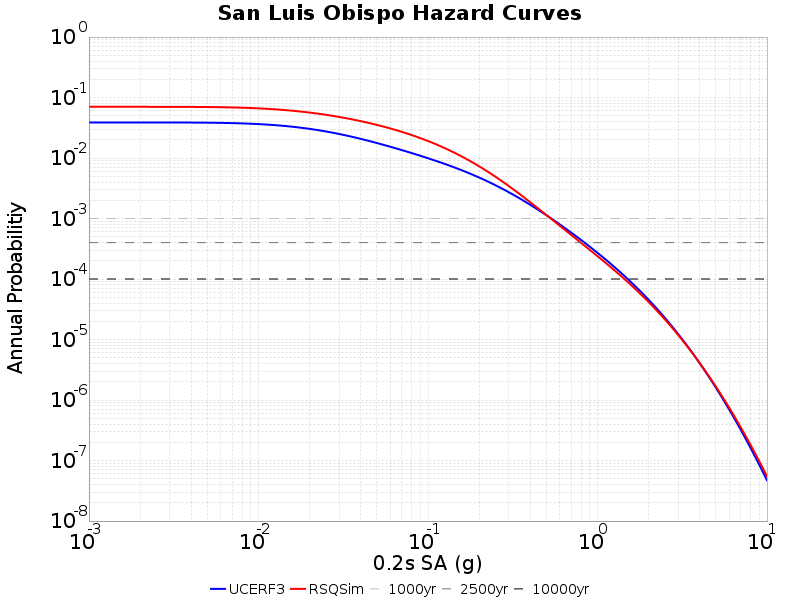 San Luis Obispo Hazard Curves
Annual Probabilitiy
10^0
10^-1
10^-2
10^-3
10^-4
10^-5
10^-6
10^-7
10^-8
10^-3 10^-2 10^-1 10^0 10^1
0.2s SA (g)
UCERF3 RSQSim 1000yr 2500yr 10000yr